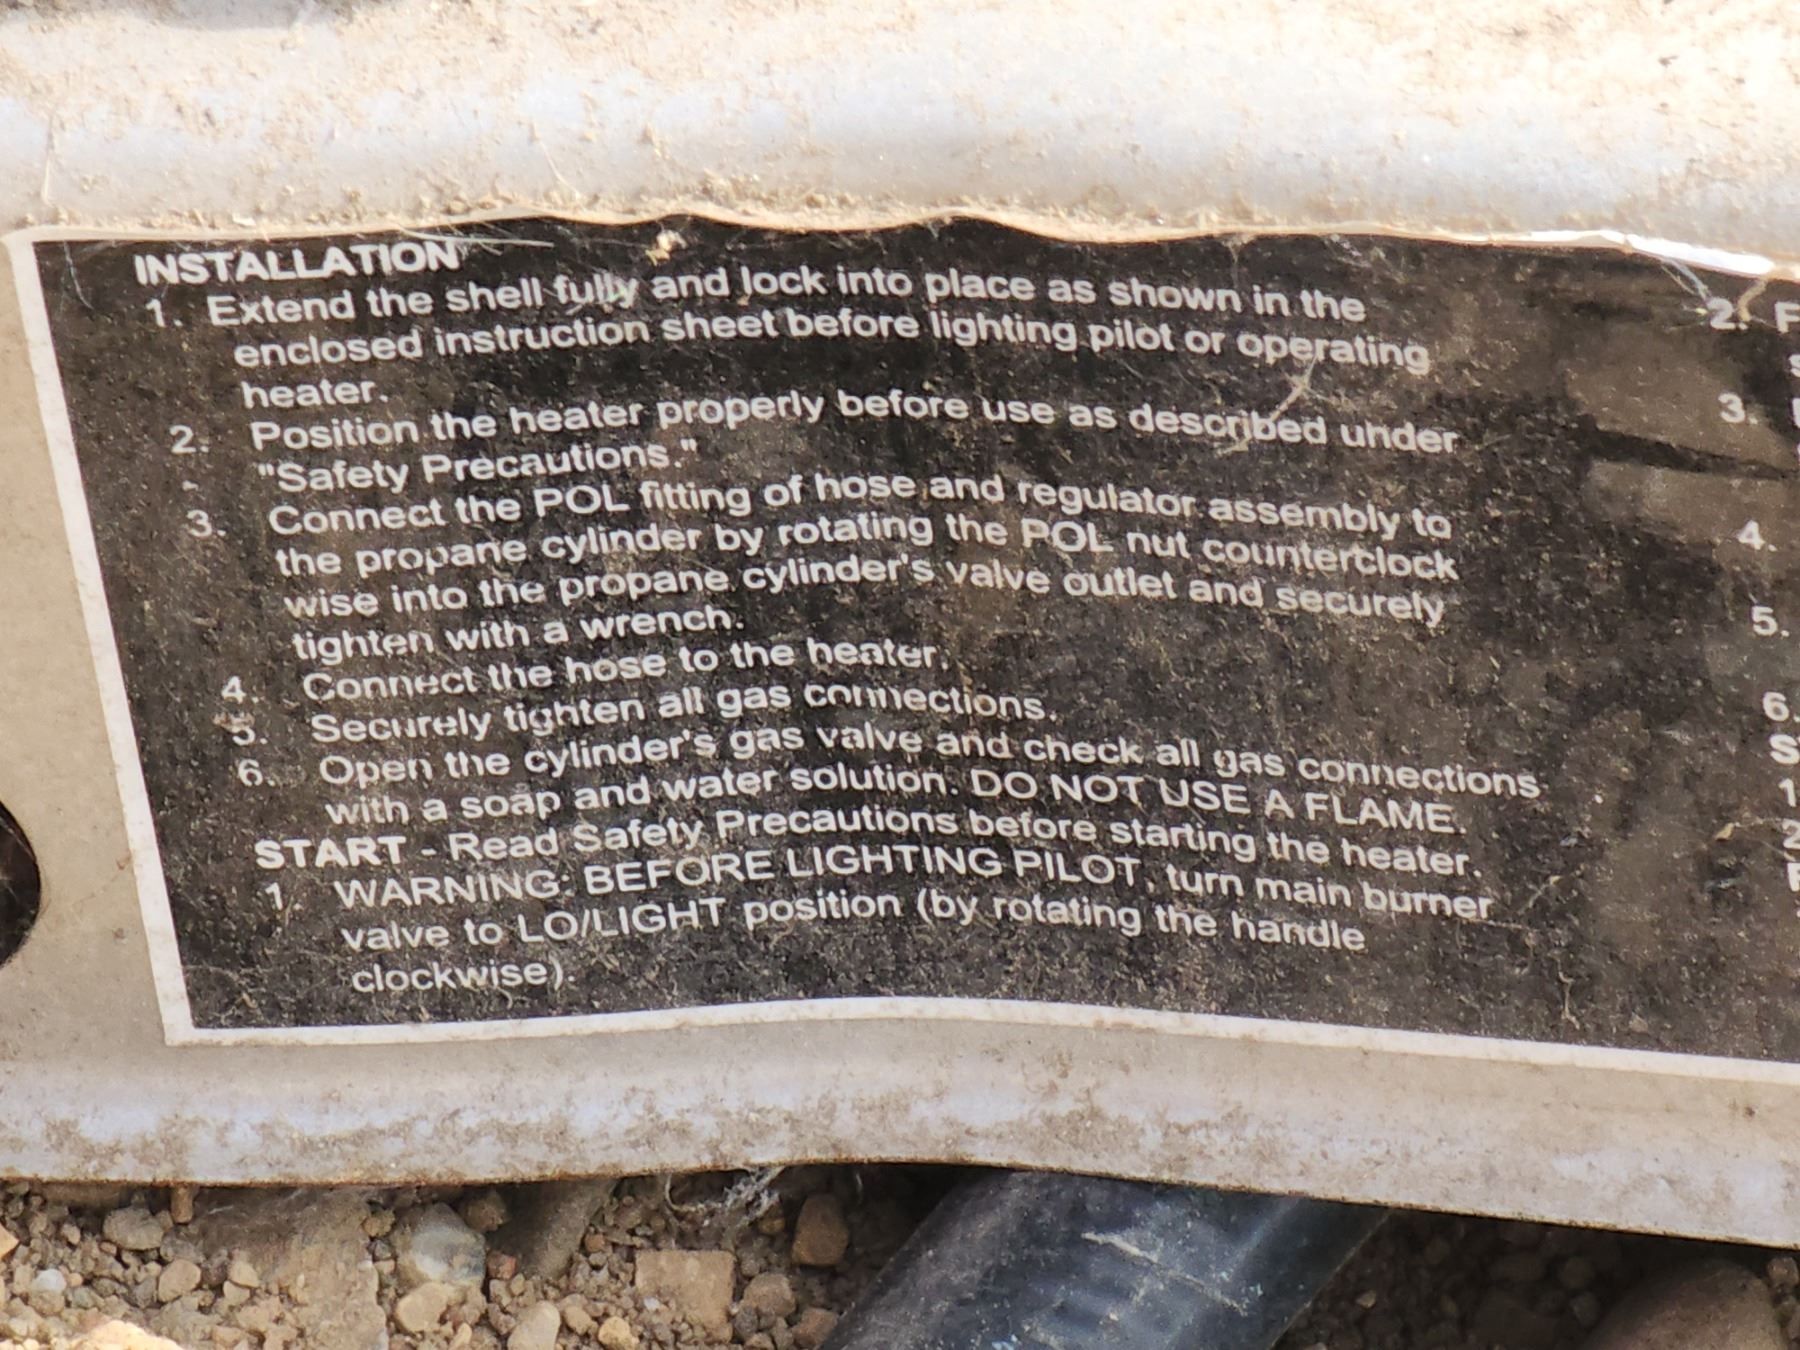 INSTALLATION
1. Extend the shell fully and lock into place as shown in the
enclosed instruction sheet before lighting pilot or operating
heater.
2. Position the heater properly before use as described under
"Safety Precautions."
3. Connect the POL fitting of hose and regulator assembly to
the propane cylinder by rotating the POL nut counterclock
wise into the propane cylinder's valve outlet and securely
tighten with a wrench.
4. Connect the hose to the heater.
5. Securely tighten all gas connections.
6. Open the cylinder's gas valve and check all gas connections
with a soap and water solution. DO NOT USE A FLAME.
START - Read Safety Precautions before starting the heater.
1. WARNING: BEFORE LIGHTING PILOT, turn main burner
valve to LO/LIGHT position (by rotating the handle
clockwise).
2.
3.
4.
5.
6.